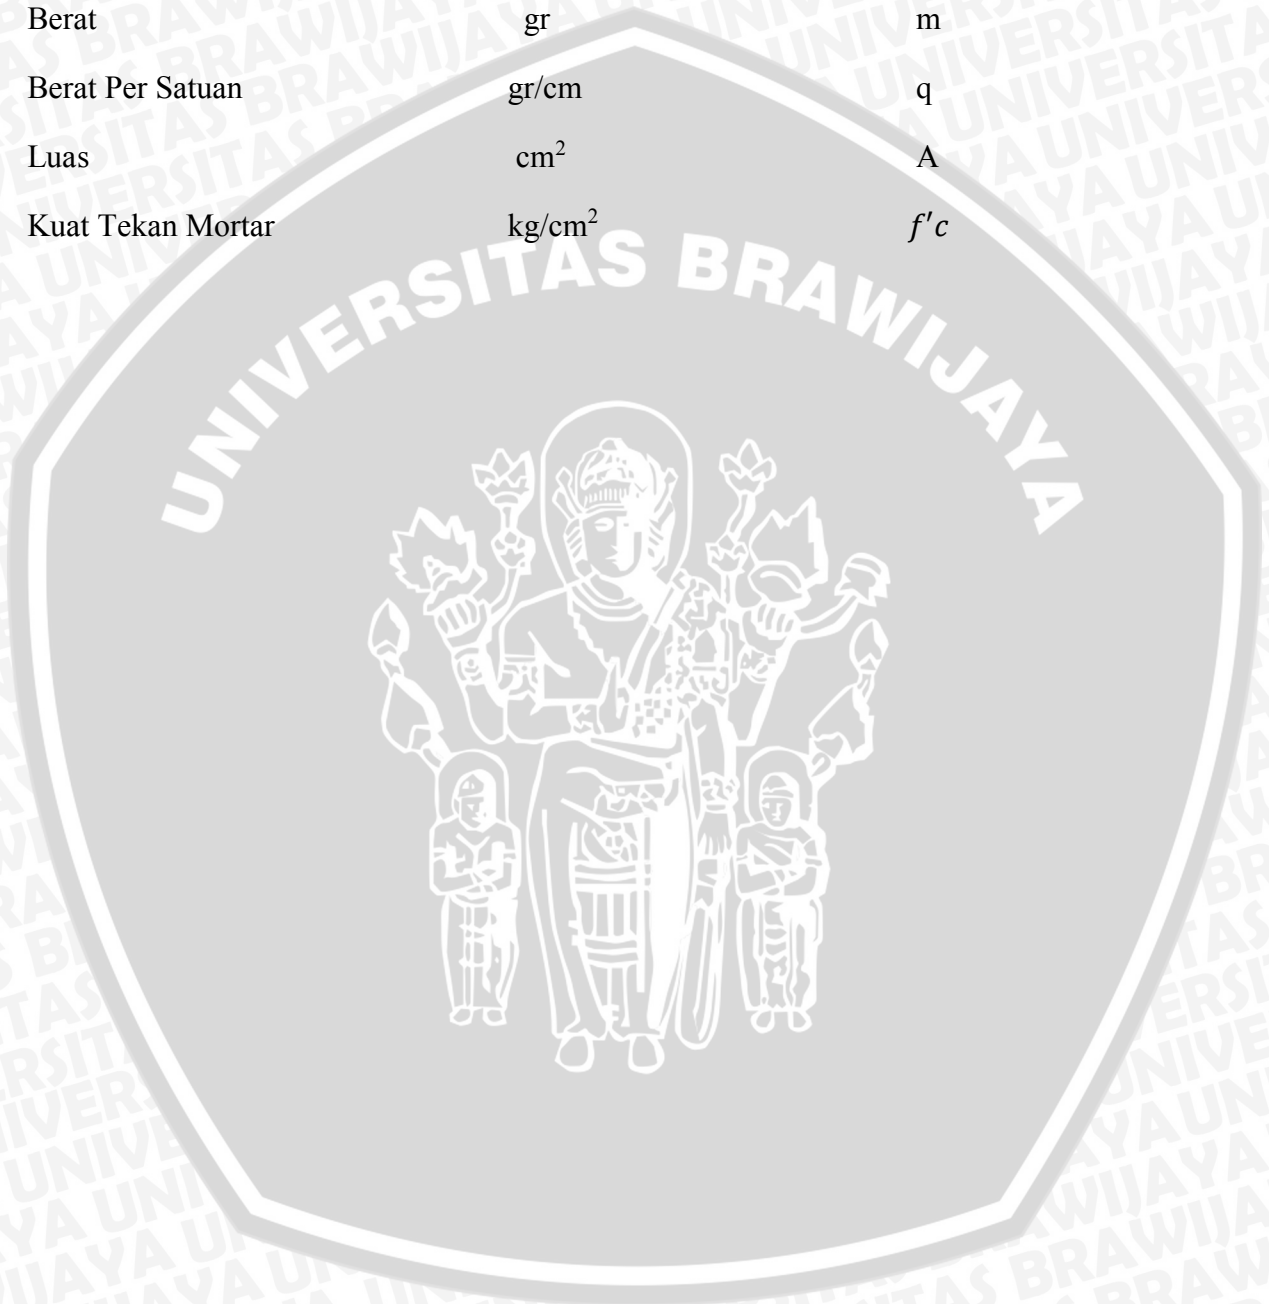 Berat gr m
Berat Per Satuan gr/cm q
Luas cm² A
Kuat Tekan Mortar kg/cm² f'c
UNIVERSITAS BRAWIJAYA